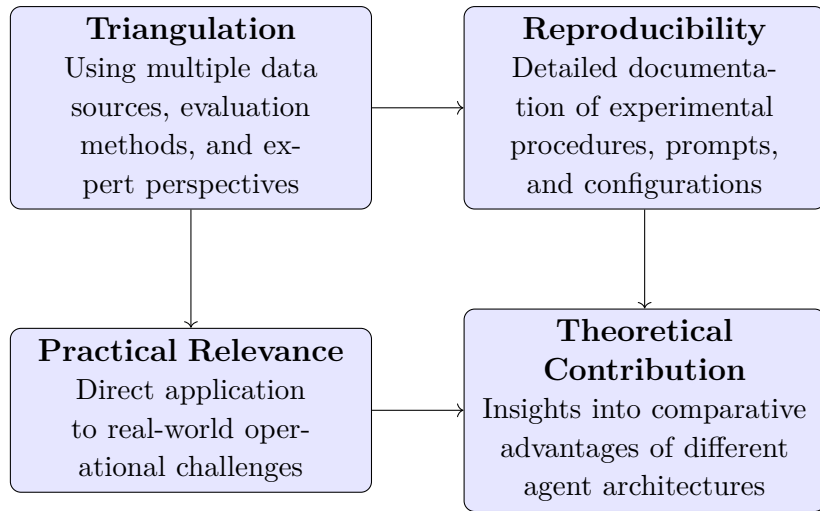 Triangulation
Using multiple data
sources, evaluation
methods, and ex-
pert perspectives
Reproducibility
Detailed documenta-
tion of experimental
procedures, prompts,
and configurations
Practical Relevance
Direct application
to real-world oper-
ational challenges
Theoretical
Contribution
Insights into comparative
advantages of different
agent architectures